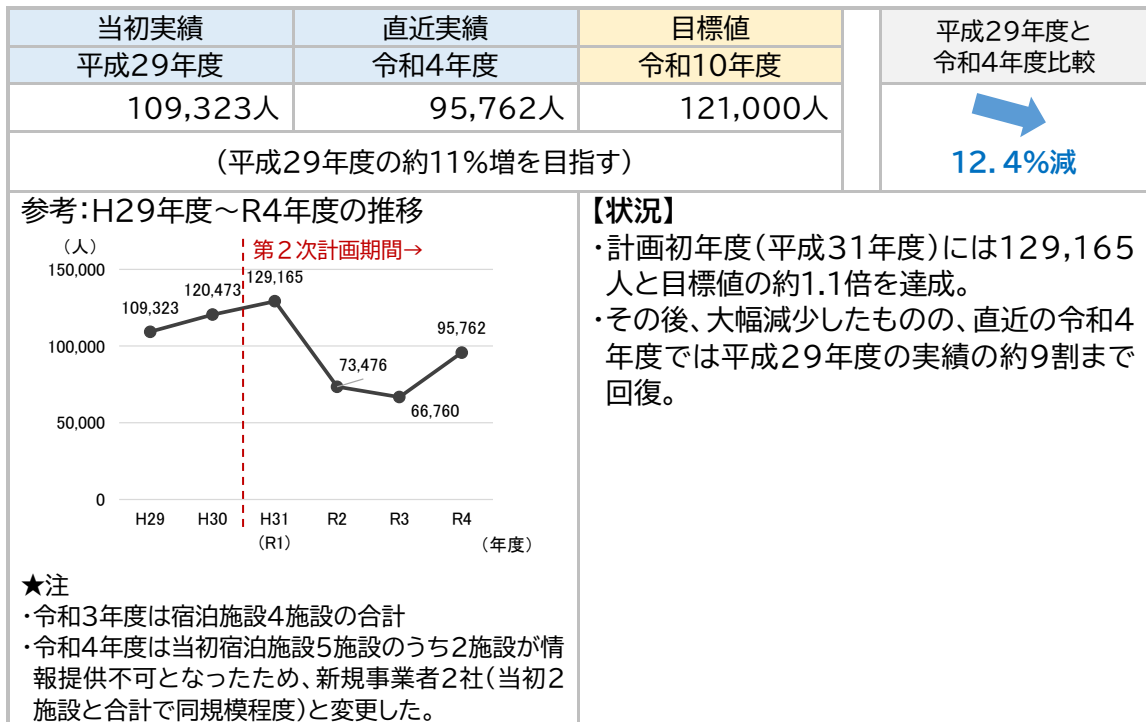 当初実績 直近実績 目標値
平成29年度 令和4年度 令和10年度
109,323人 95,762人 121,000人
(平成29年度の約11%増を目指す)
平成29年度と
令和4年度比較
12.4%減
参考:H29年度～R4年度の推移
(人)
第2次計画期間→
150,000
100,000
50,000
0
109,323
120,473
129,165
73,476
66,760
95,762
H29 H30 H31 R2 R3 R4
(R1)
(年度)
★注
・令和3年度は宿泊施設4施設の合計
・令和4年度は当初宿泊施設5施設のうち2施設が情
報提供不可となったため、新規事業者2社(当初2
施設と合計で同規模程度)と変更した。
【状況】
・計画初年度(平成31年度)には129,165
人と目標値の約1.1倍を達成。
・その後、大幅減少したものの、直近の令和4
年度では平成29年度の実績の約9割まで
回復。